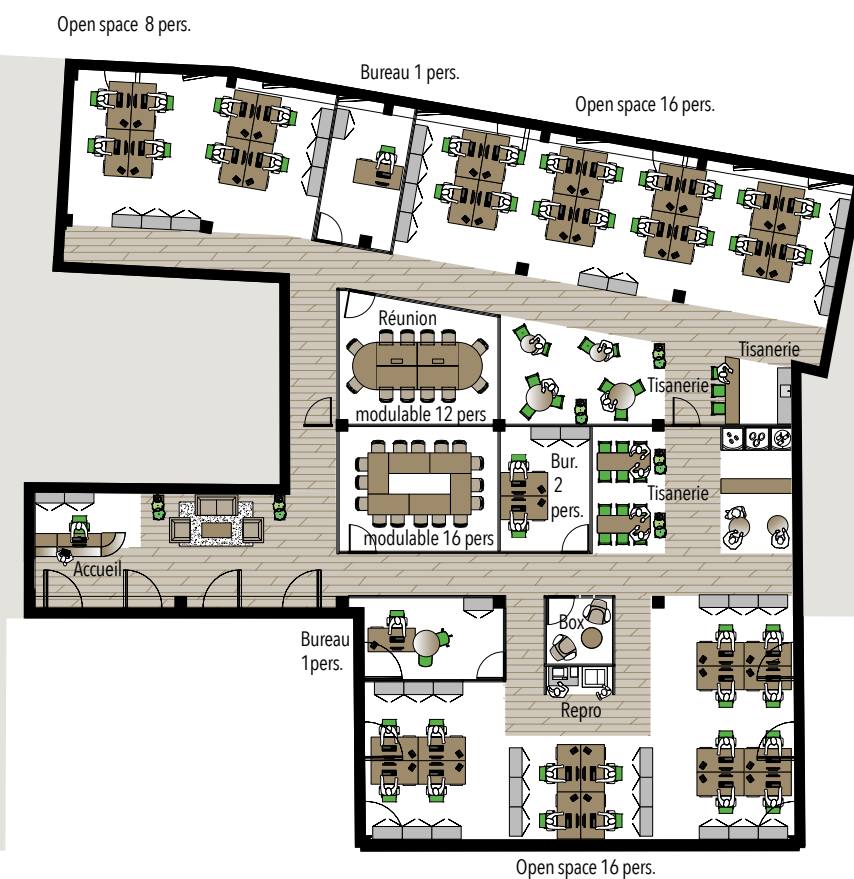 Open space 8 pers.
Bureau 1 pers.
Open space 16 pers.
Réunion
modulable 12 pers
Tisanerie
Tisanerie
modulable 16 pers
Bur.
2
pers.
Tisanerie
Accueil
Bureau
1pers.
Box
Repro
Open space 16 pers.